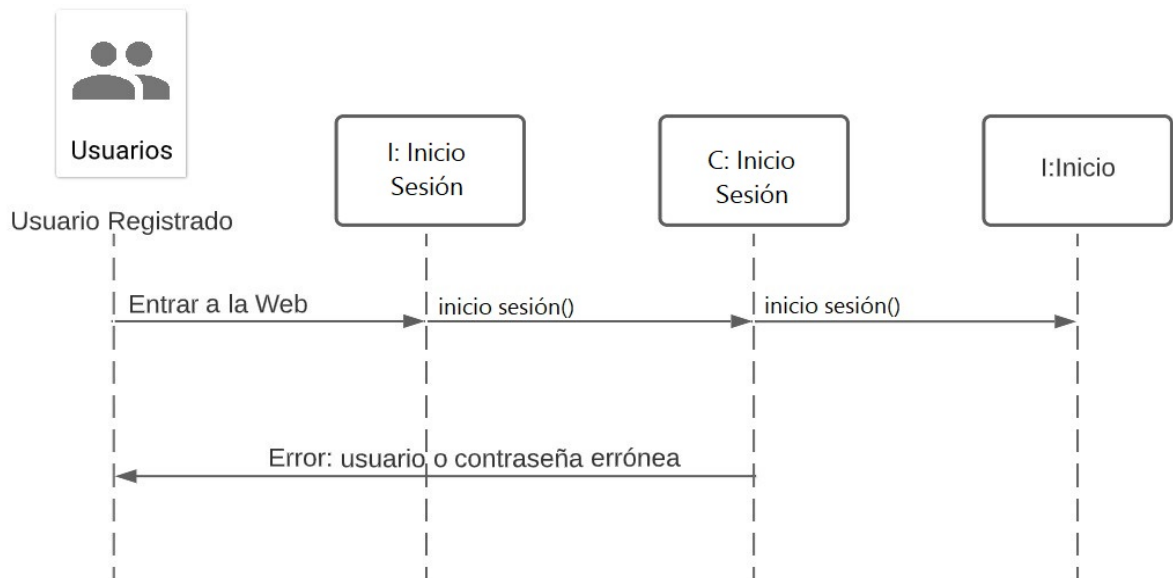 Usuarios
Usuario Registrado
I: Inicio
Sesión
C: Inicio
Sesión
I:Inicio
Entrar a la Web
inicio sesión()
inicio sesión()
Error: usuario o contraseña errónea